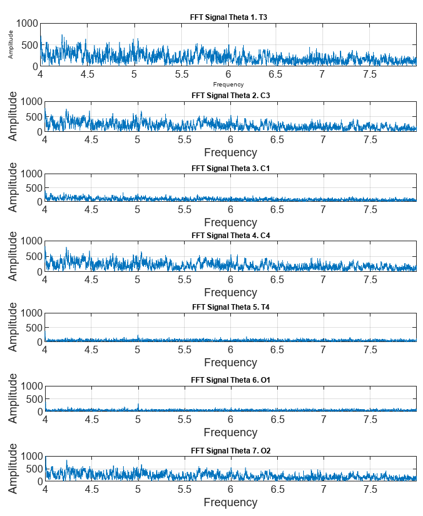 FFT Signal Theta 1. T3
1000
Amplitude
500
0
4 4.5 5 5.5 6 6.5 7 7.5
Frequency
FFT Signal Theta 2. C3
1000
Amplitude
500
0
4 4.5 5 5.5 6 6.5 7 7.5
Frequency
FFT Signal Theta 3. C1
1000
Amplitude
500
0
4 4.5 5 5.5 6 6.5 7 7.5
Frequency
FFT Signal Theta 4. C4
1000
Amplitude
500
0
4 4.5 5 5.5 6 6.5 7 7.5
Frequency
FFT Signal Theta 5. T4
1000
Amplitude
500
0
4 4.5 5 5.5 6 6.5 7 7.5
Frequency
FFT Signal Theta 6. O1
1000
Amplitude
500
0
4 4.5 5 5.5 6 6.5 7 7.5
Frequency
FFT Signal Theta 7. O2
1000
Amplitude
500
0
4 4.5 5 5.5 6 6.5 7 7.5
Frequency